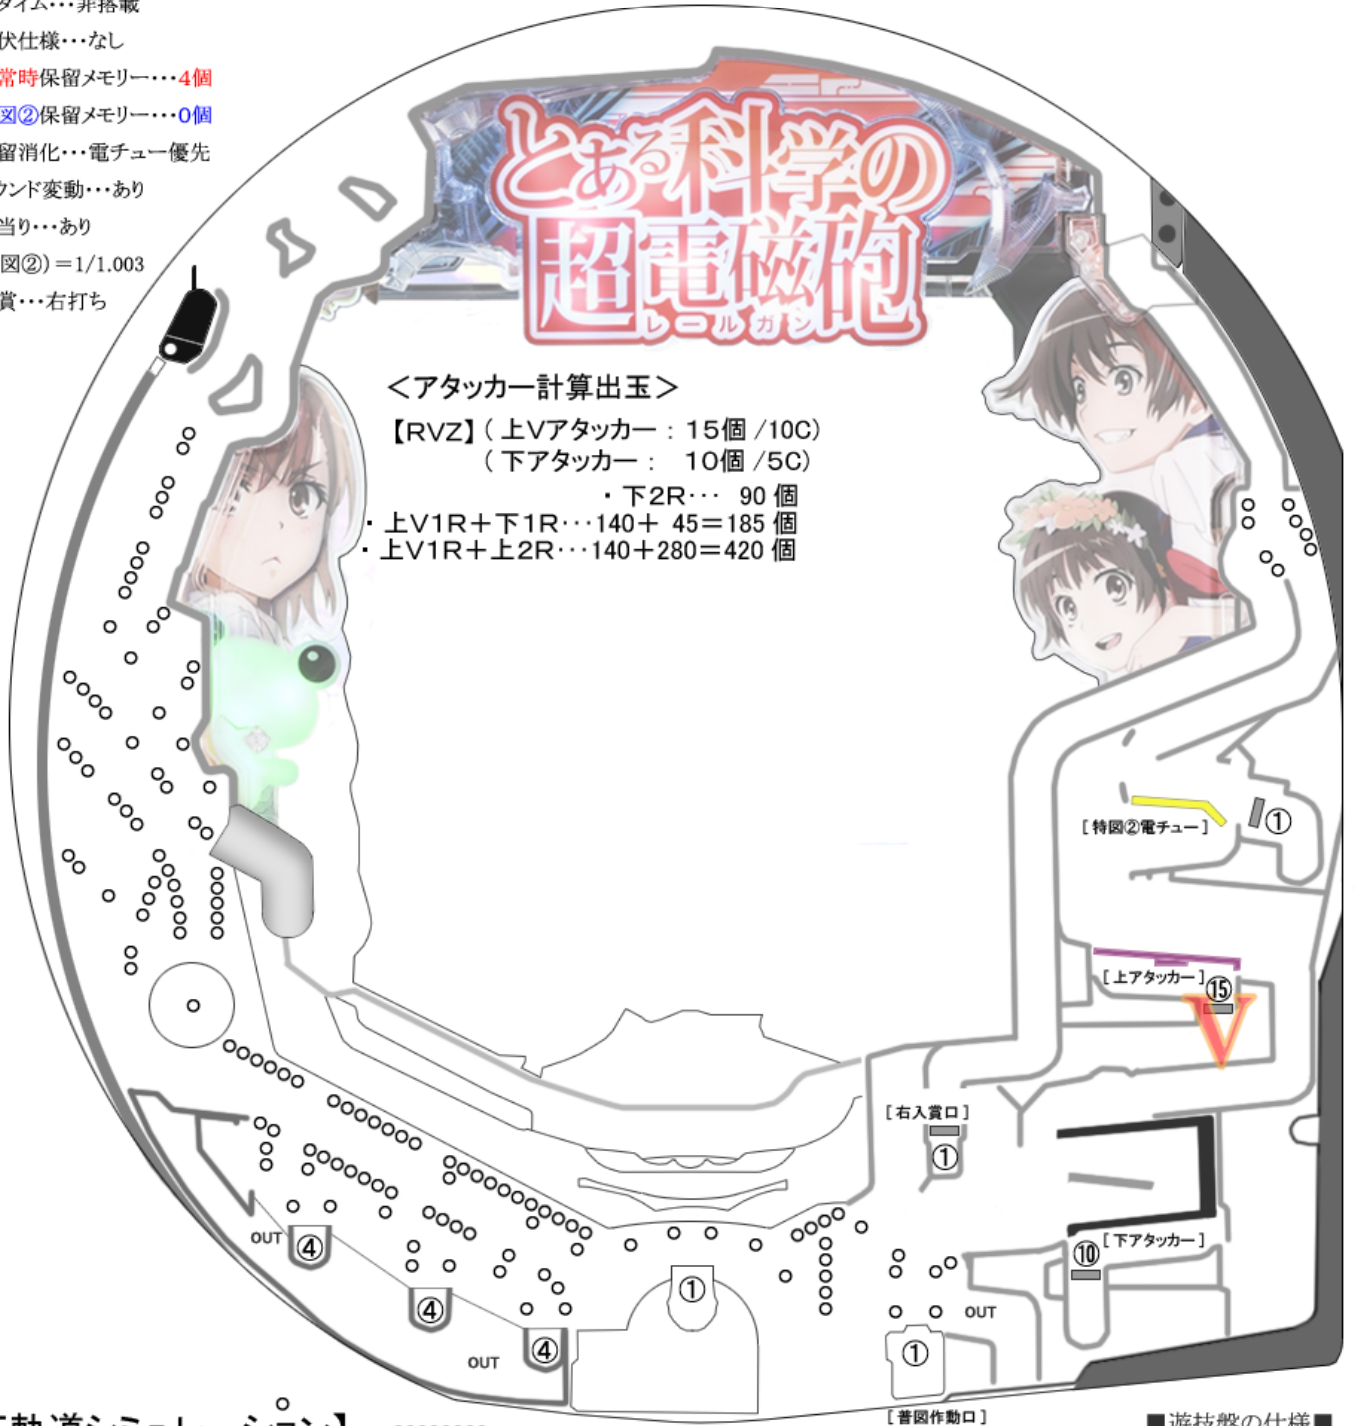 タイム・・・非搭載
伏仕様・・・なし
常時保留メモリー・・・4個
図②保留メモリー・・・0個
留消化・・・電チュー優先
ウンド変動・・・あり
当り・・・あり
図②）＝1/1.003
賞・・・右打ち
とある科学の
超電磁砲
レールガン
＜アタッカー計算出玉＞
【RVZ】（ 上Vアタッカー： 15個 /10C）
（ 下アタッカー： 10個 /5C）
・下2R・・・ 90 個
・上V1R＋下1R・・・140＋ 45＝185 個
・上V1R＋上2R・・・140＋280＝420 個
［特図②電チュー］
①
［上アタッカー］
⑮
V
［右入賞口］
①
［下アタッカー］
⑩
OUT
④
④
④
OUT
①
OUT
①
［普図作動口］
■遊技盤の仕様■